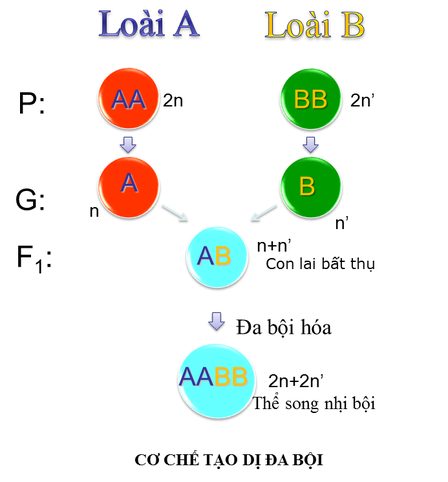 Loài A Loài B
P: AA 2n BB 2n’
G: A n B n’
F1: AB n+n’
Con lai bất thụ
Đa bội hóa
AABB 2n+2n’
Thể song nhị bội
CƠ CHẾ TẠO DỊ ĐA BỘI